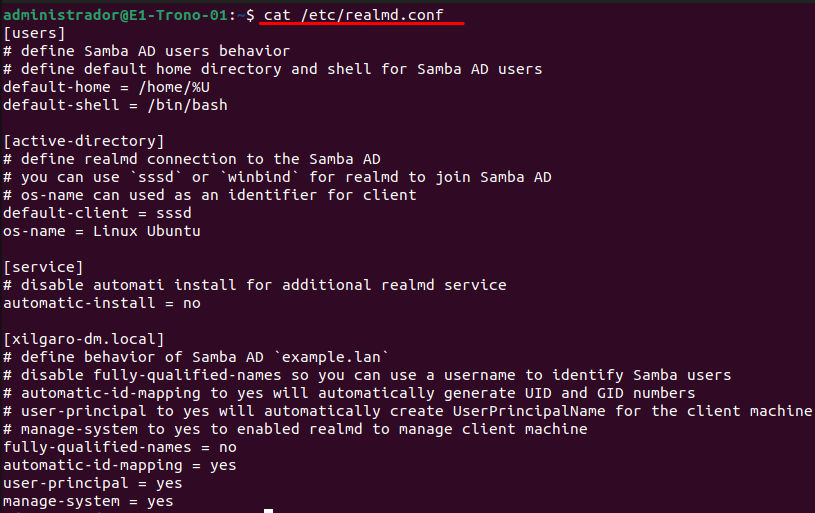 administrador@E1-Trono-01:~$ cat /etc/realmd.conf
[users]
# define Samba AD users behavior
# define default home directory and shell for Samba AD users
default-home = /home/%U
default-shell = /bin/bash

[active-directory]
# define realmd connection to the Samba AD
# you can use `sssd` or `winbind` for realmd to join Samba AD
# os-name can used as an identifier for client
default-client = sssd
os-name = Linux Ubuntu

[service]
# disable automati install for additional realmd service
automatic-install = no

[xilgaro-dm.local]
# define behavior of Samba AD `example.lan`
# disable fully-qualified-names so you can use a username to identify Samba users
# automatic-id-mapping to yes will automatically generate UID and GID numbers
# user-principal to yes will automatically create UserPrincipalName for the client machine
# manage-system to yes to enabled realmd to manage client machine
fully-qualified-names = no
automatic-id-mapping = yes
user-principal = yes
manage-system = yes